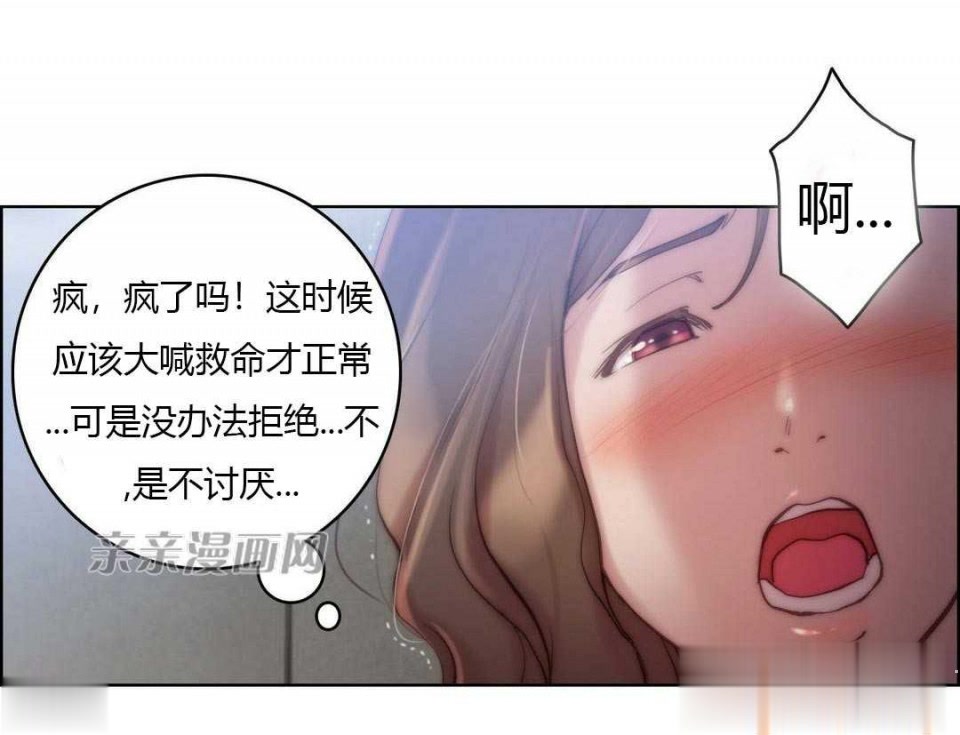 啊...
疯，疯了吗！这时候
应该大喊救命才正常
...可是没办法拒绝...不
,是不讨厌...
亲亲漫画网